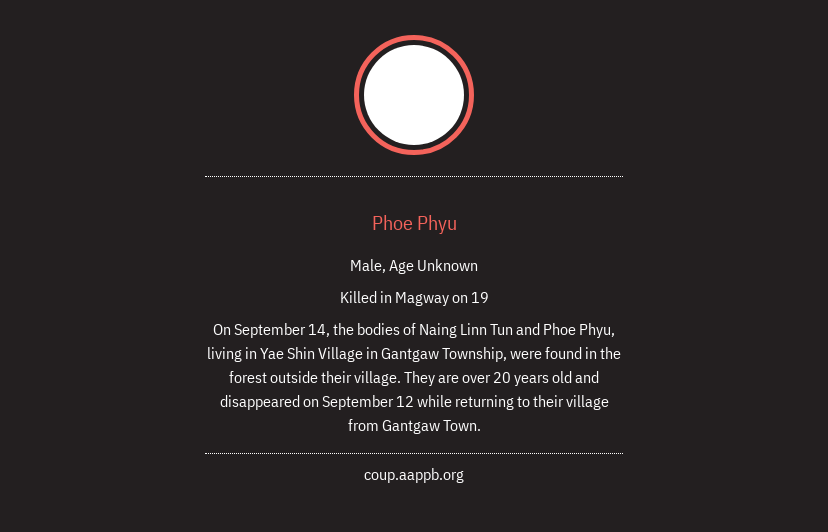 Phoe Phyu
Male, Age Unknown
Killed in Magway on 19
On September 14, the bodies of Naing Linn Tun and Phoe Phyu,
living in Yae Shin Village in Gantgaw Township, were found in the
forest outside their village. They are over 20 years old and
disappeared on September 12 while returning to their village
from Gantgaw Town.
coup.aappb.org